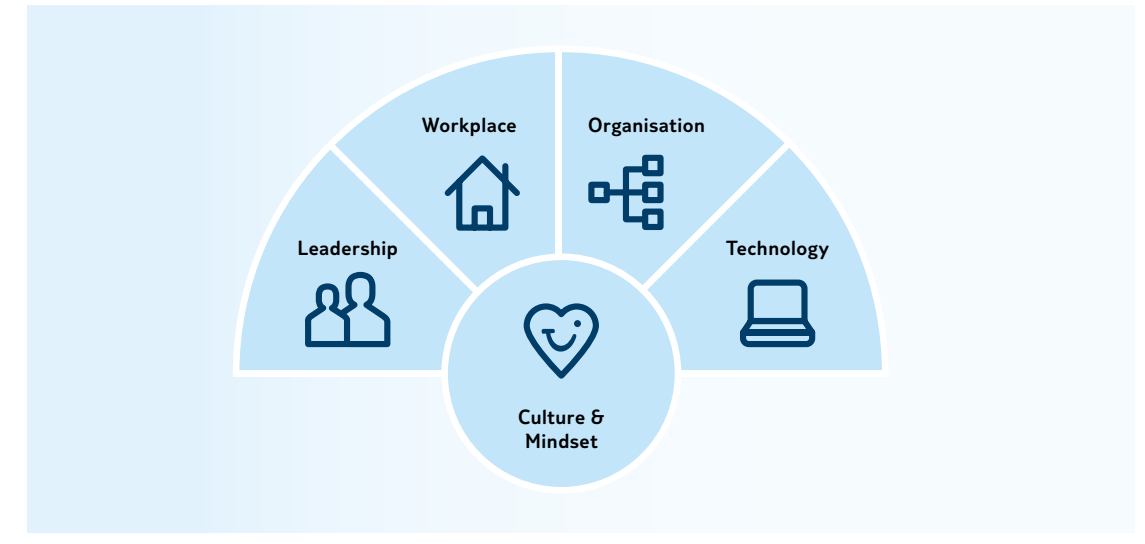 Workplace
Organisation
Leadership
Technology
Culture &
Mindset